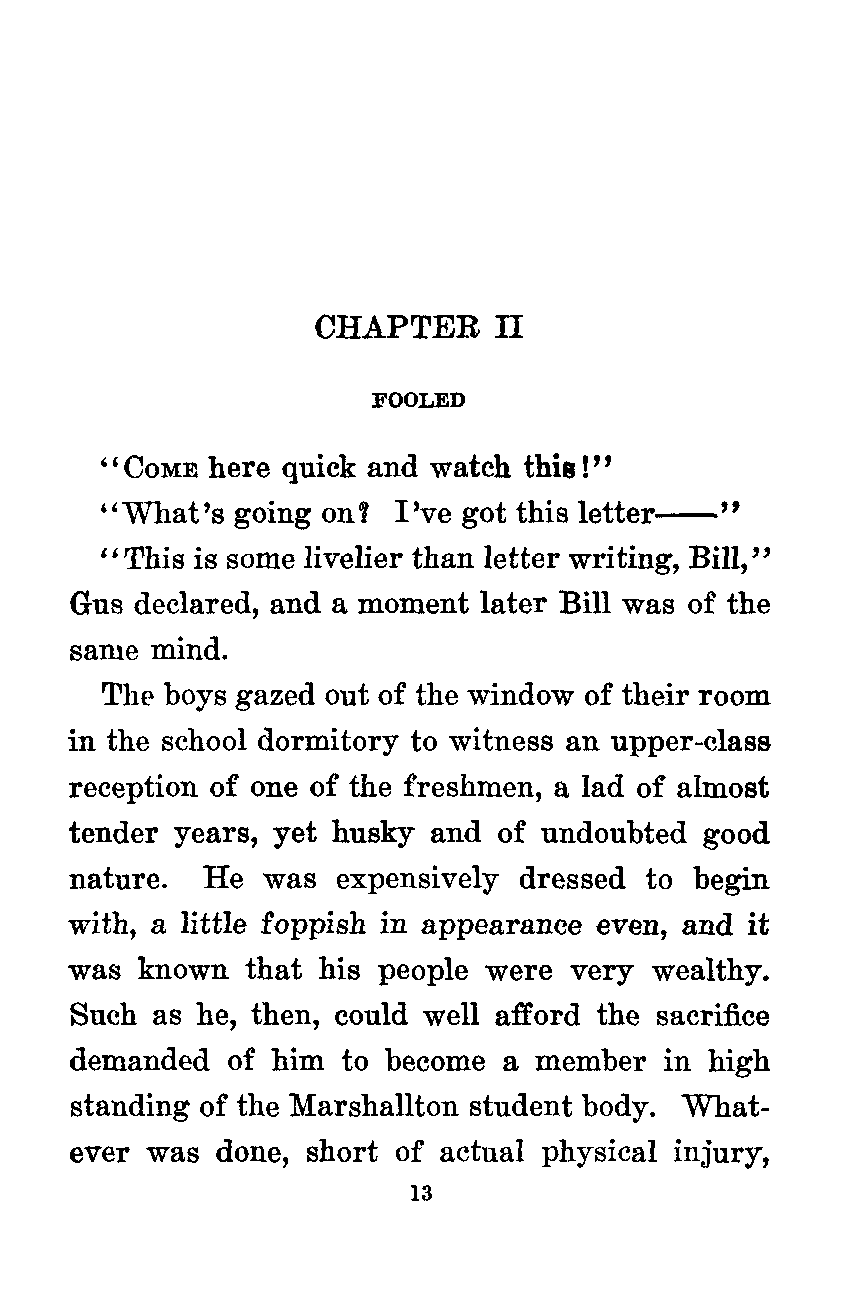 CHAPTER II
FOOLED
"COME here quick and watch this!"
"What's going on? I've got this letter——"
"This is some livelier than letter writing, Bill,"
Gus declared, and a moment later Bill was of the
same mind.
The boys gazed out of the window of their room
in the school dormitory to witness an upper-class
reception of one of the freshmen, a lad of almost
tender years, yet husky and of undoubted good
nature. He was expensively dressed to begin
with, a little foppish in appearance even, and it
was known that his people were very wealthy.
Such as he, then, could well afford the sacrifice
demanded of him to become a member in high
standing of the Marshallton student body. What-
ever was done, short of actual physical injury,
13